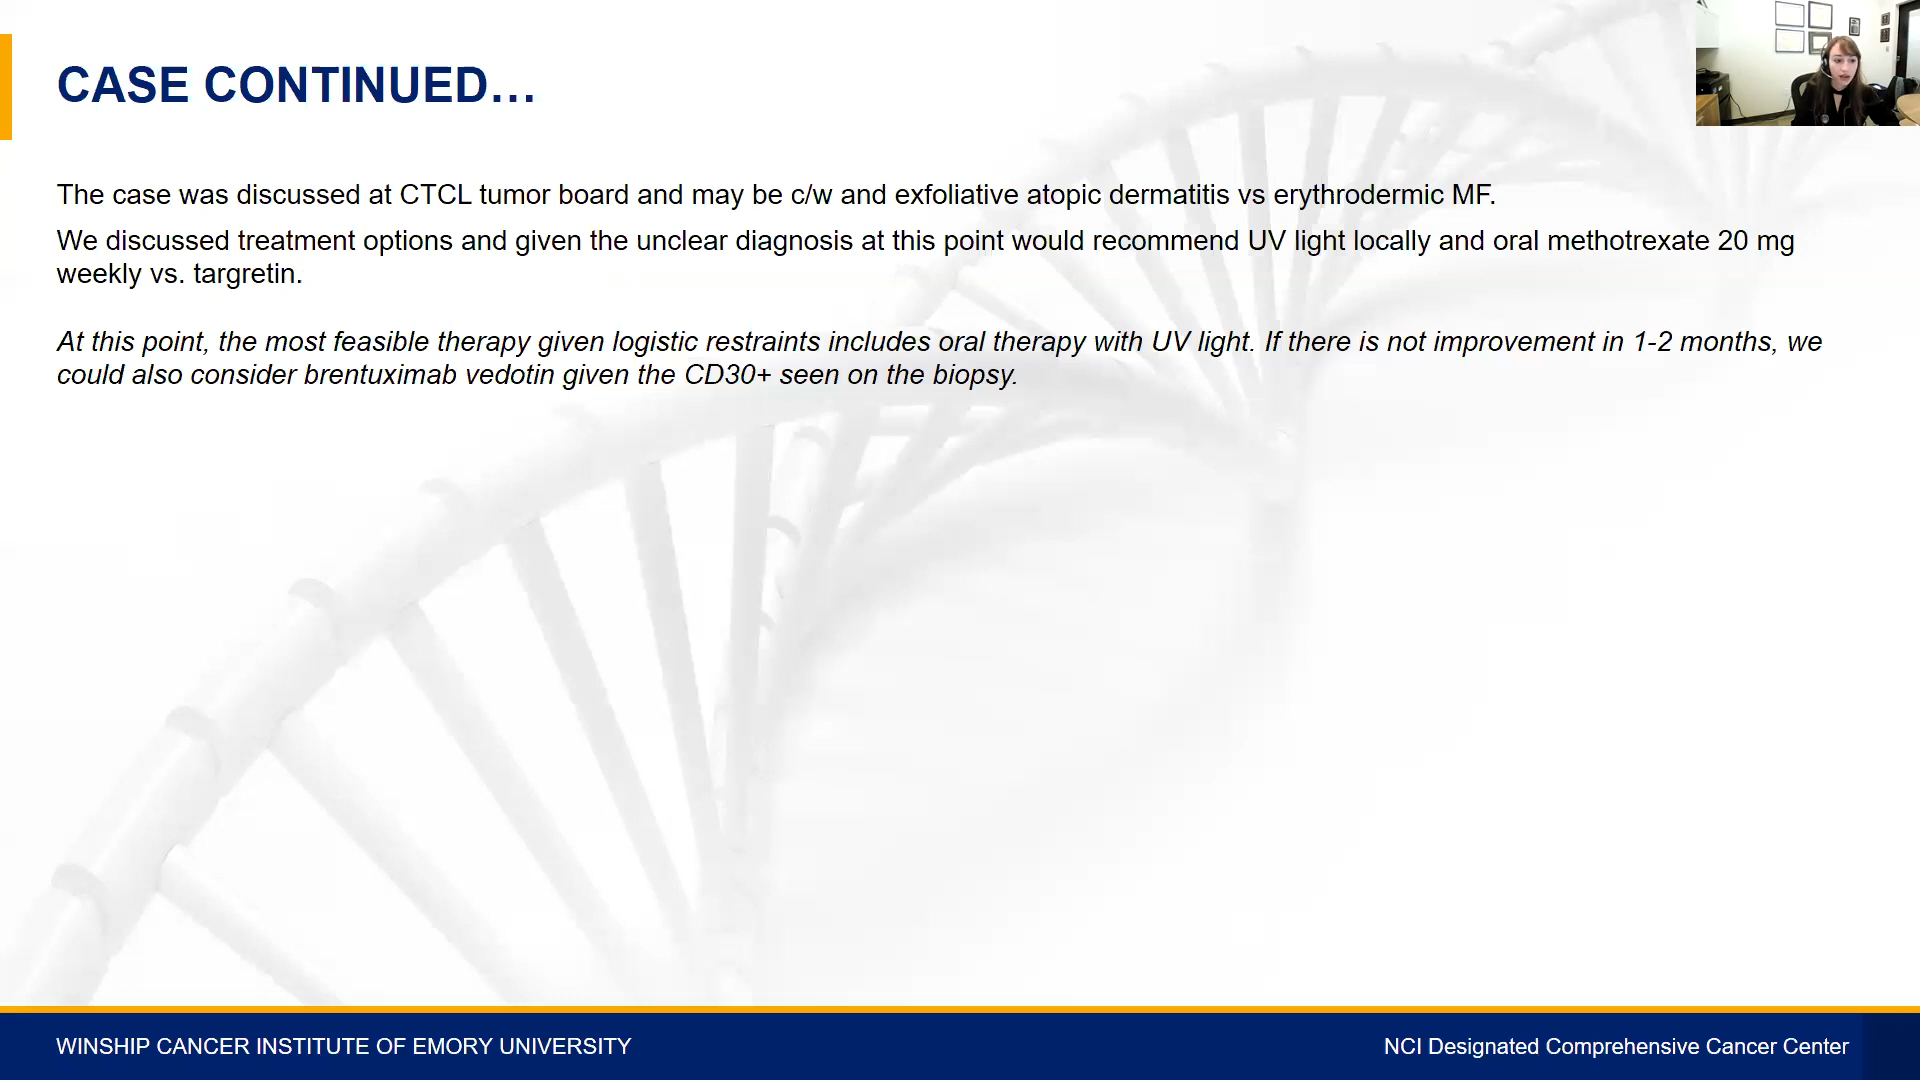 CASE CONTINUED…
The case was discussed at CTCL tumor board and may be c/w and exfoliative atopic dermatitis vs erythrodermic MF.
We discussed treatment options and given the unclear diagnosis at this point would recommend UV light locally and oral methotrexate 20 mg
weekly vs. targretin.
At this point, the most feasible therapy given logistic restraints includes oral therapy with UV light. If there is not improvement in 1-2 months, we
could also consider brentuximab vedotin given the CD30+ seen on the biopsy.
WINSHIP CANCER INSTITUTE OF EMORY UNIVERSITY
NCI Designated Comprehensive Cancer Center